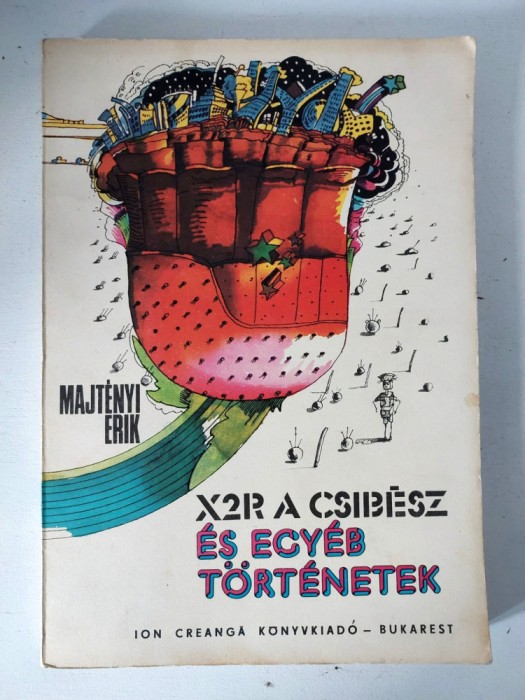 MAJTÉNYI
ERIK
X2R A CSIBÉSZ
ÉS EGYÉB
TÖRTÉNETEK
ION CREANGĂ KÖNYVKIADÓ – BUKAREST